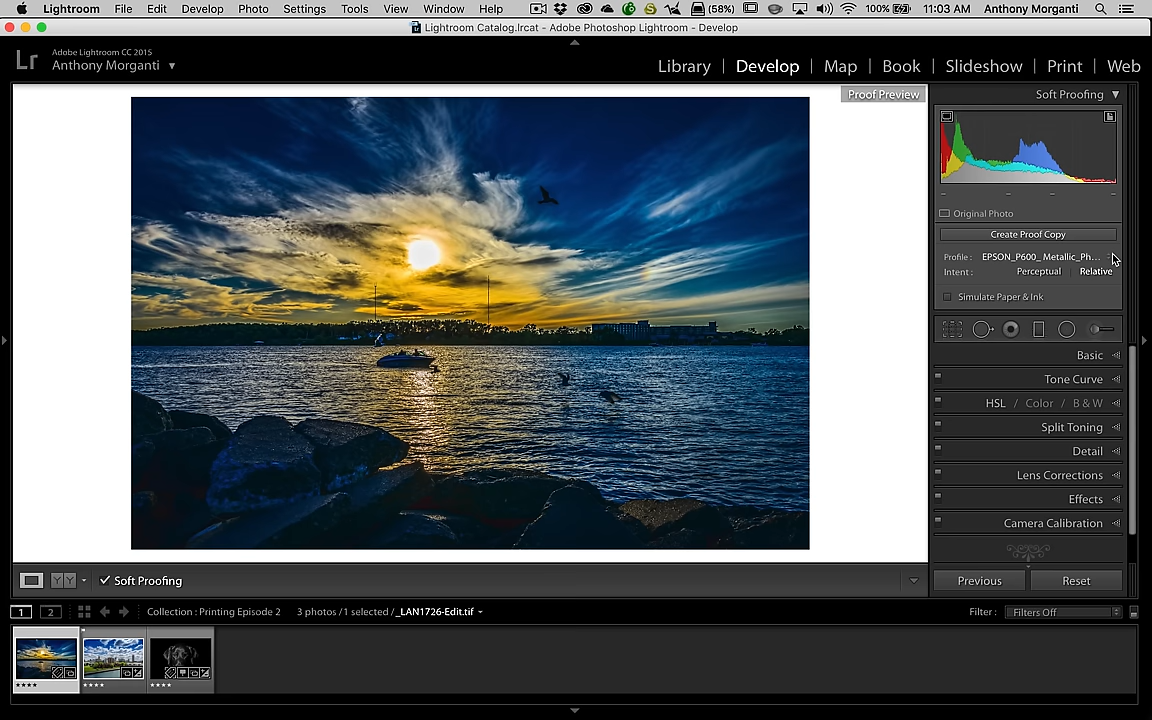 Lightroom File Edit Develop Photo Settings Tools View Window Help (58%) 100% 11:03 AM Anthony Morganti
Lightroom Catalog.lrcat - Adobe Photoshop Lightroom - Develop
Lr Adobe Lightroom CC 2015
Anthony Morganti
Library | Develop | Map | Book | Slideshow | Print | Web
Proof Preview
Soft Proofing
Original Photo
Create Proof Copy
Profile : EPSON_P600_ Metallic_Ph...
Intent : Perceptual Relative
Simulate Paper & Ink
Basic
Tone Curve
HSL / Color / B & W
Split Toning
Detail
Lens Corrections
Effects
Camera Calibration
Y Y Soft Proofing
Previous Reset
1 2 Collection : Printing Episode 2 3 photos / 1 selected / _LAN1726-Edit.tif Filter : Filters Off